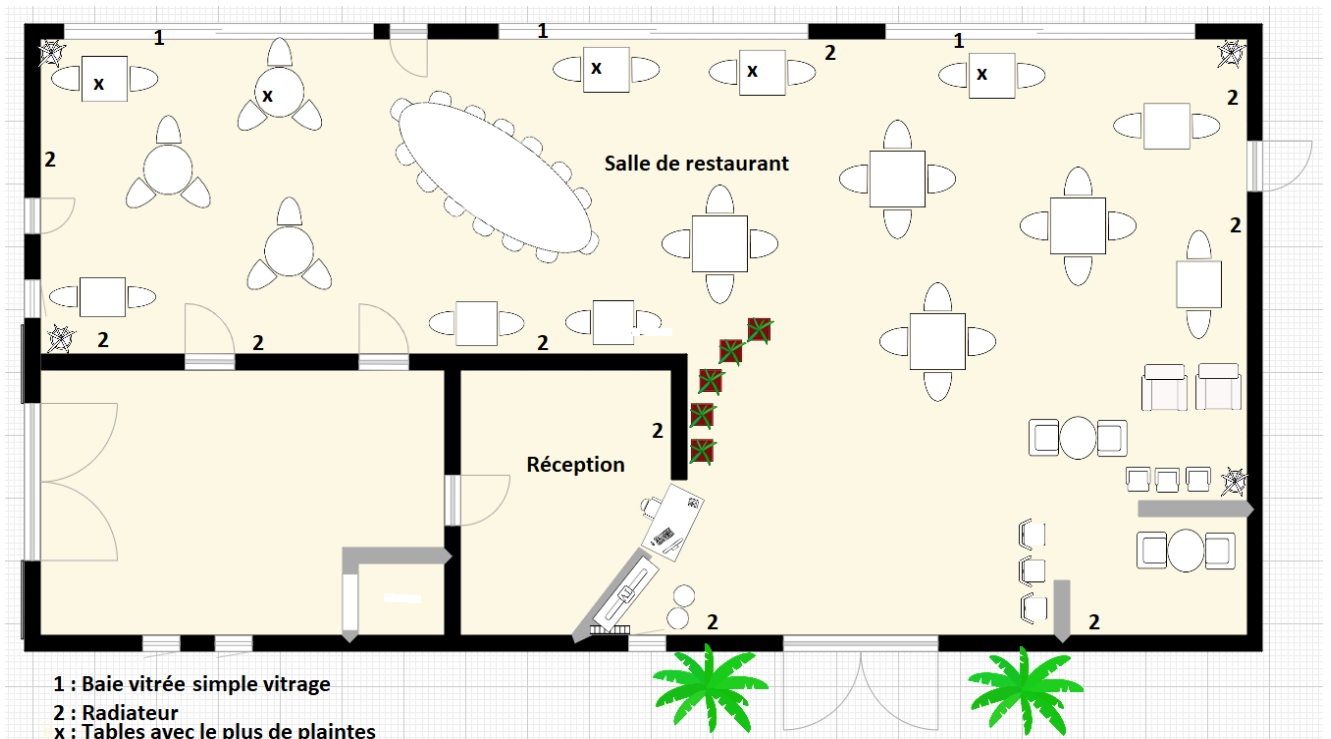 1 1 1
2
x x x x x
2
Salle de restaurant
2
2
2 2 2
2
Réception
2 2
1 : Baie vitrée simple vitrage
2 : Radiateur
x : Tables avec le plus de plaintes